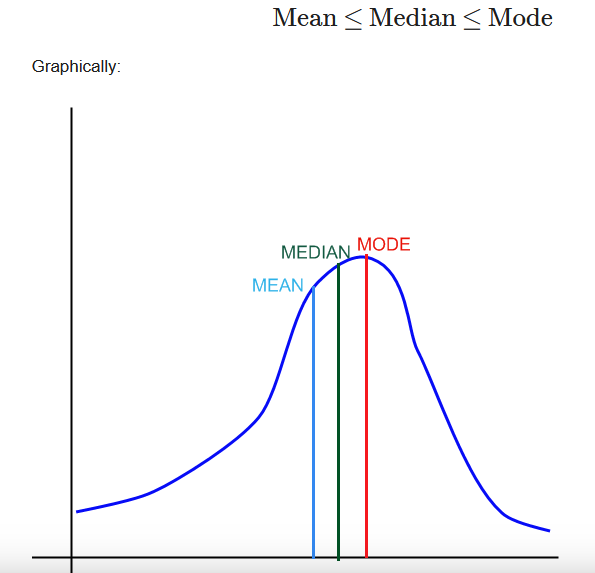 Mean ≤ Median ≤ Mode
Graphically:
MODE
MEDIAN
MEAN